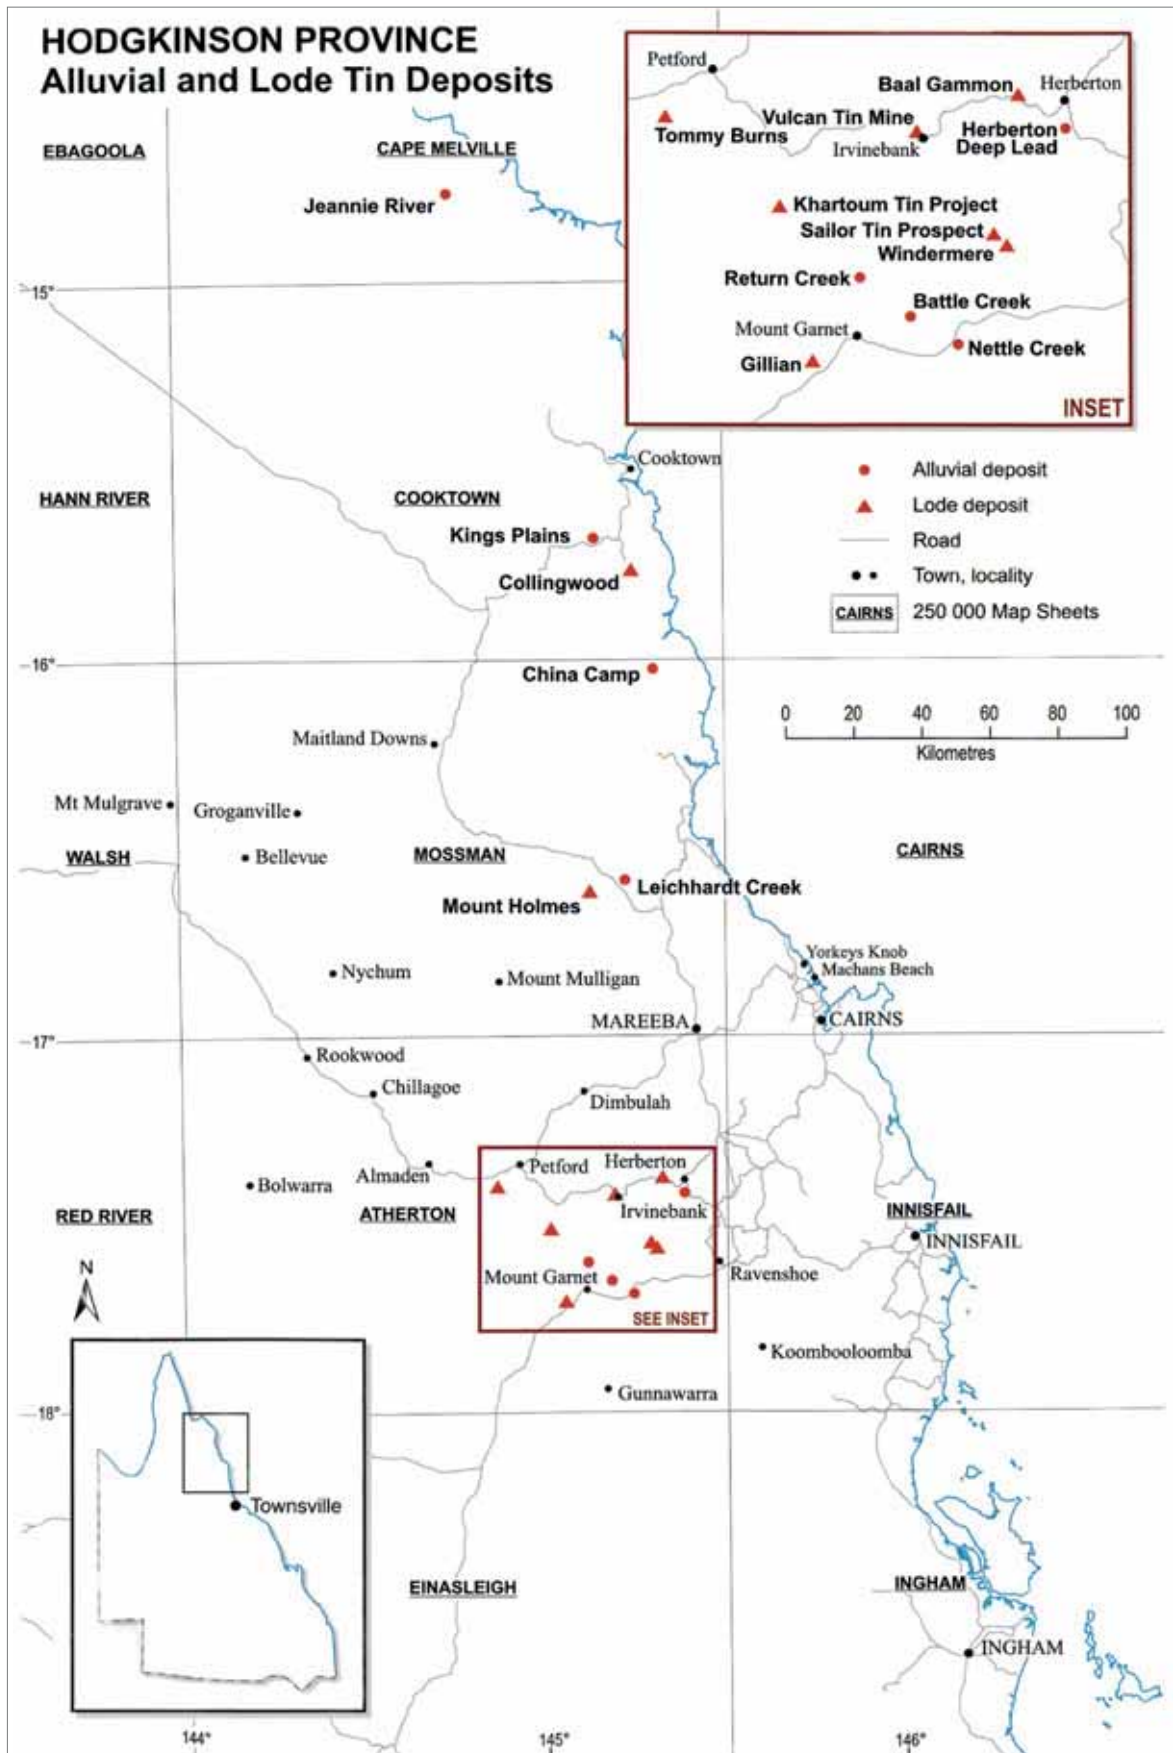 HODGKINSON PROVINCE
Alluvial and Lode Tin Deposits
EBAGOOLA
CAPE MELVILLE
Jeannie River
15°
Petford
Baal Gammon
Herberton
Tommy Burns
Vulcan Tin Mine
Irvinebank
Herberton
Deep Lead
Khartoum Tin Project
Sailor Tin Prospect
Windermere
Return Creek
Battle Creek
Mount Garnet
Nettle Creek
Gillian
INSET
Cooktown
HANN RIVER
COOKTOWN
Kings Plains
Collingwood
Alluvial deposit
Lode deposit
Road
Town, locality
CAIRNS
250 000 Map Sheets
16°
China Camp
0 20 40 60 80 100
Kilometres
Maitland Downs
Mt Mulgrave
Groganville
WALSH
Bellevue
MOSSMAN
CAIRNS
Leichhardt Creek
Mount Holmes
Yorkeys Knob
Machans Beach
Nychum
Mount Mulligan
MAREEBA
CAIRNS
17°
Rookwood
Chillagoe
Dimbulah
Almaden
Petford
Herberton
Bolwarra
Irvinebank
RED RIVER
ATHERTON
INNISFAIL
INNISFAIL
N
Mount Garnet
Ravenshoe
SEE INSET
Koombooloomba
Gunnawarra
18°
Townsville
EINASLEIGH
INGHAM
INGHAM
144°
145°
146°